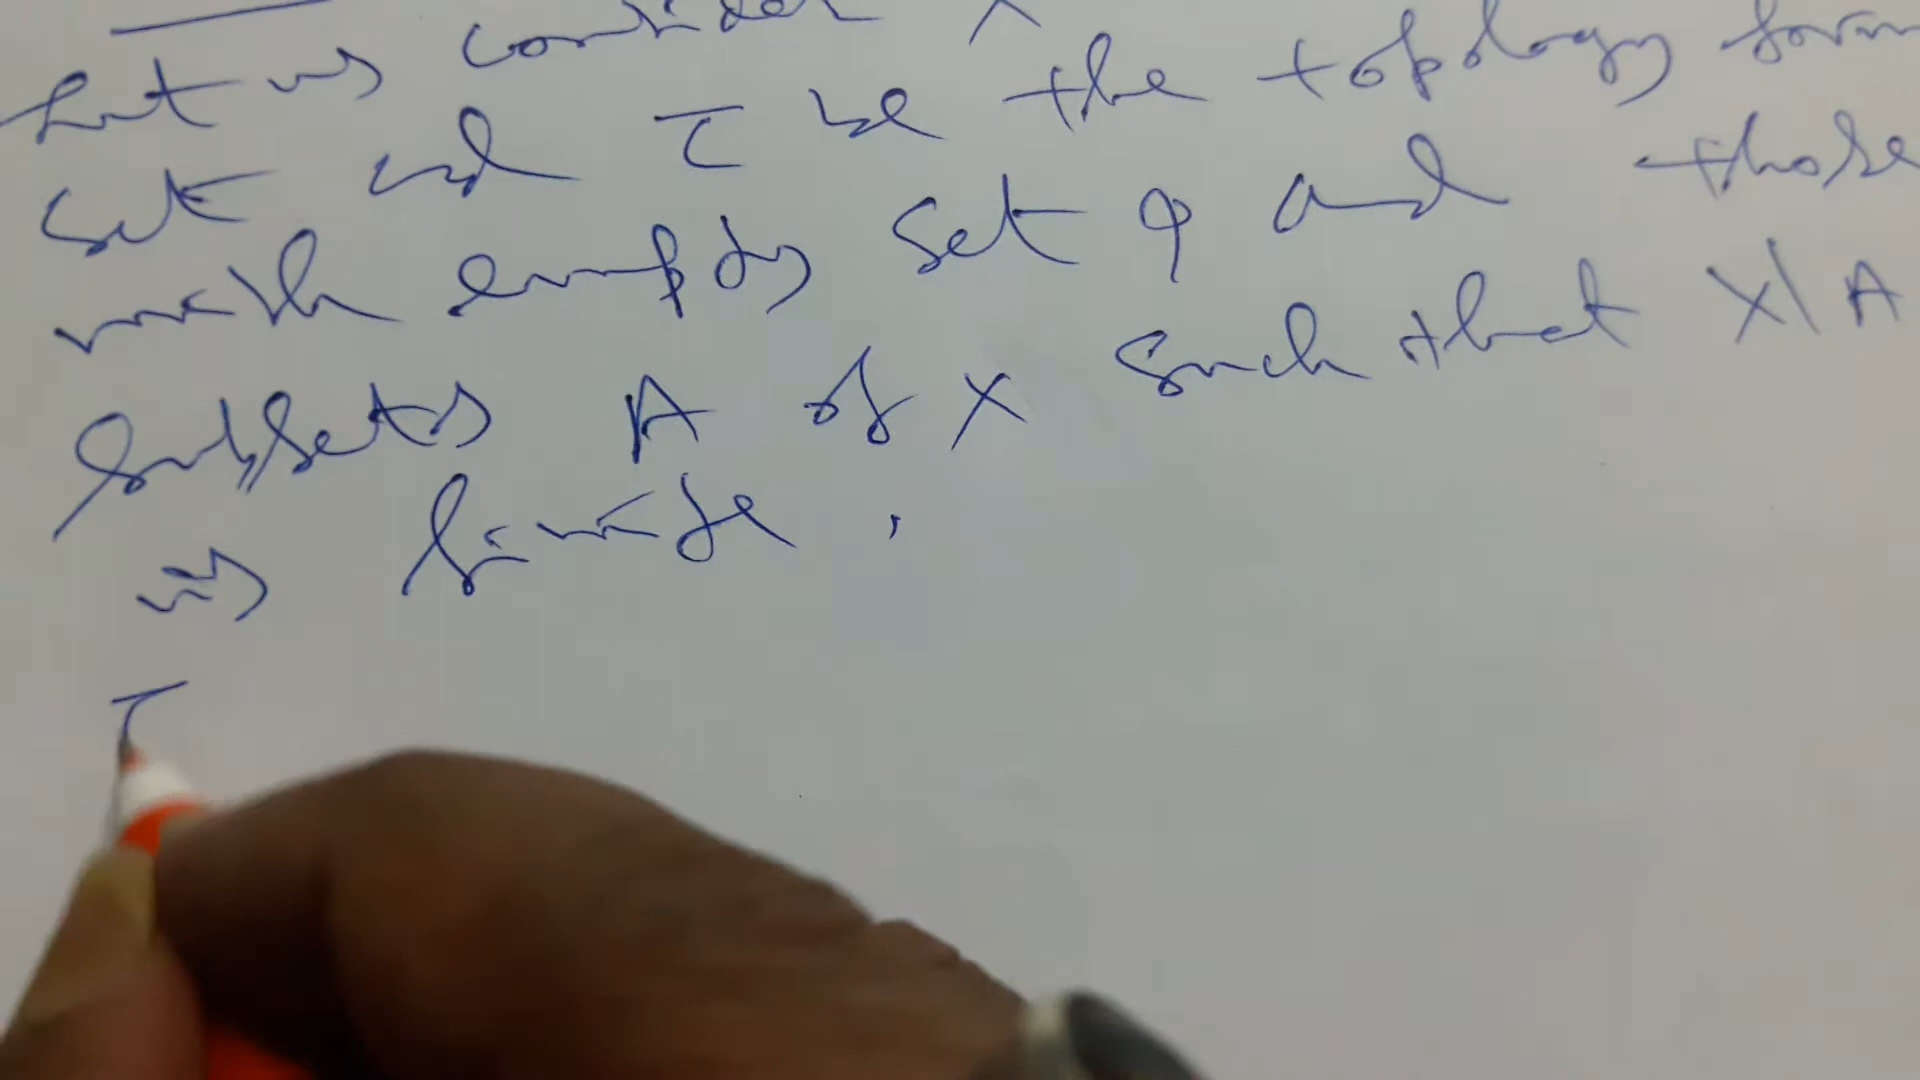 Let us consider X
set and τ be the topology form
with empty set φ and those
subsets A of X such that X\A
is finite.
τ